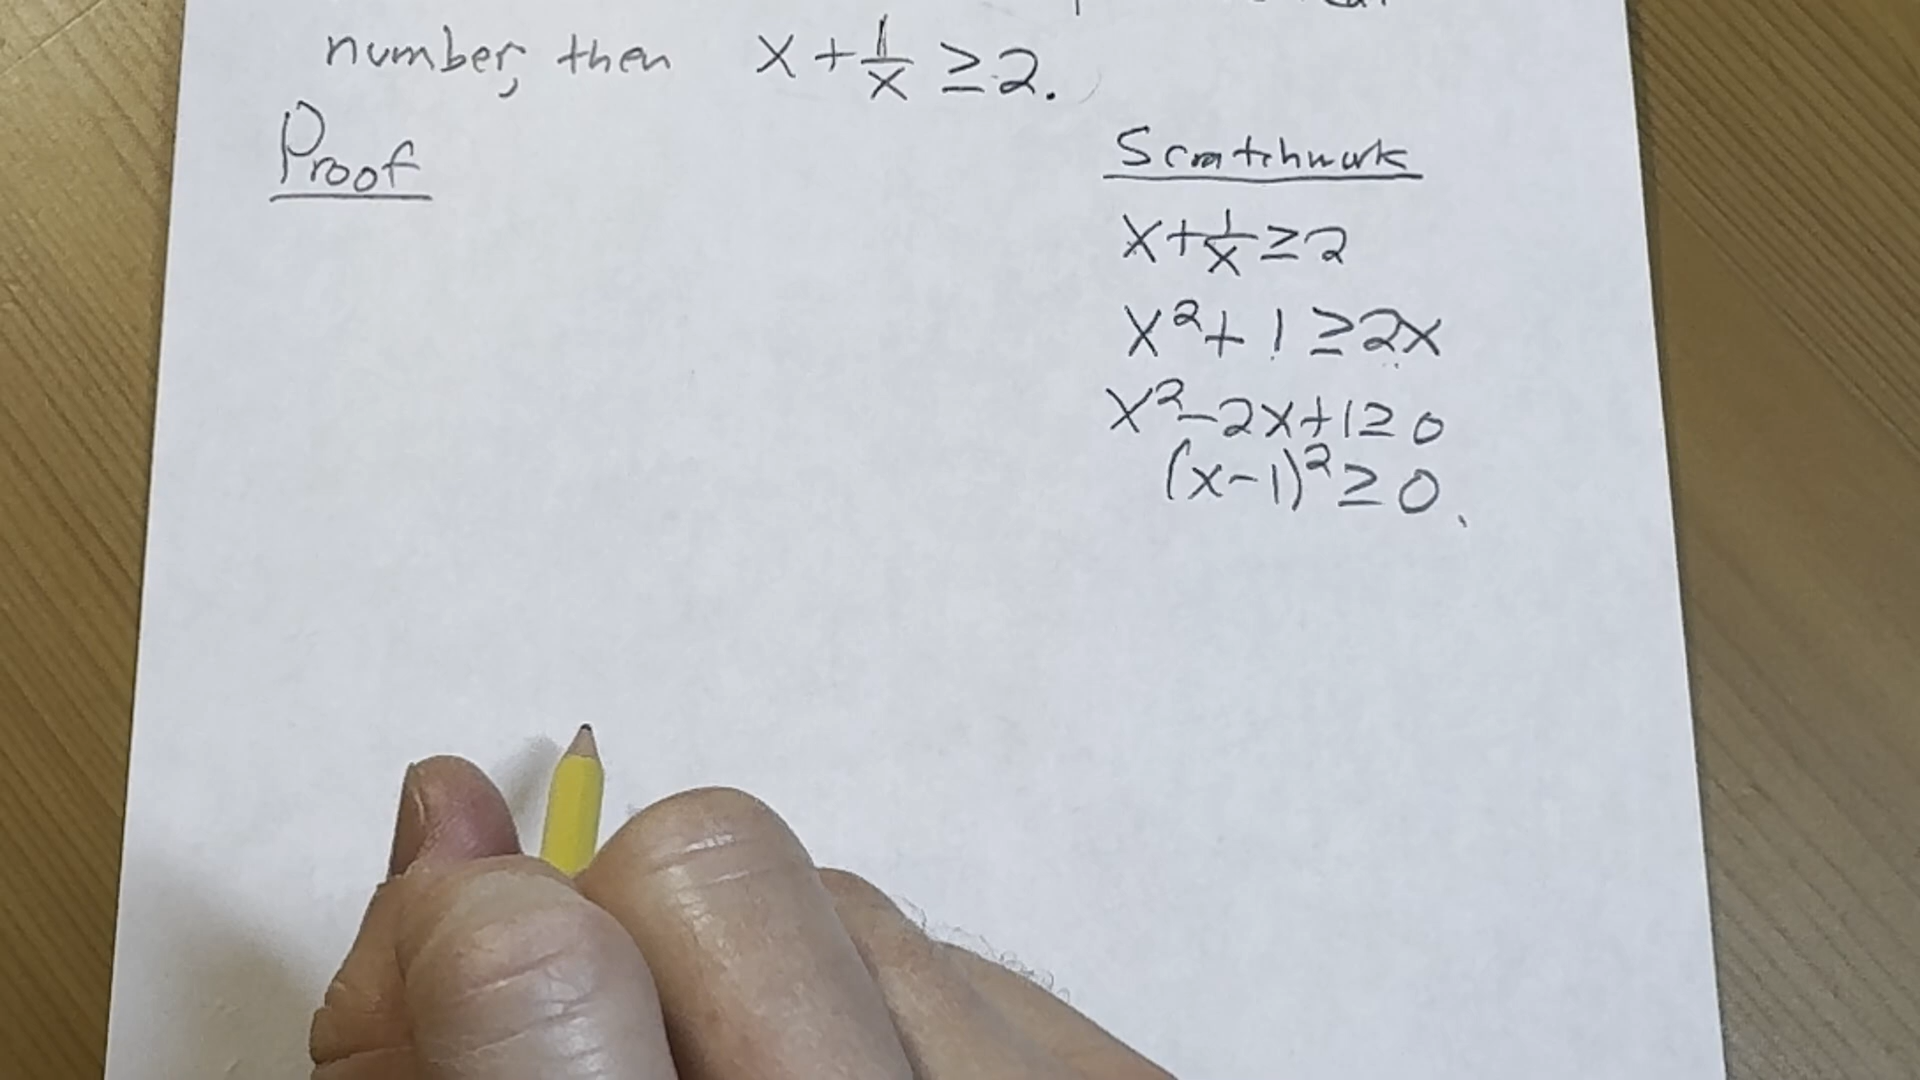 number, then x + 1/x ≥ 2.
Proof
Scratchwork
x + 1/x ≥ 2
x² + 1 ≥ 2x
x² - 2x + 1 ≥ 0
(x - 1)² ≥ 0.